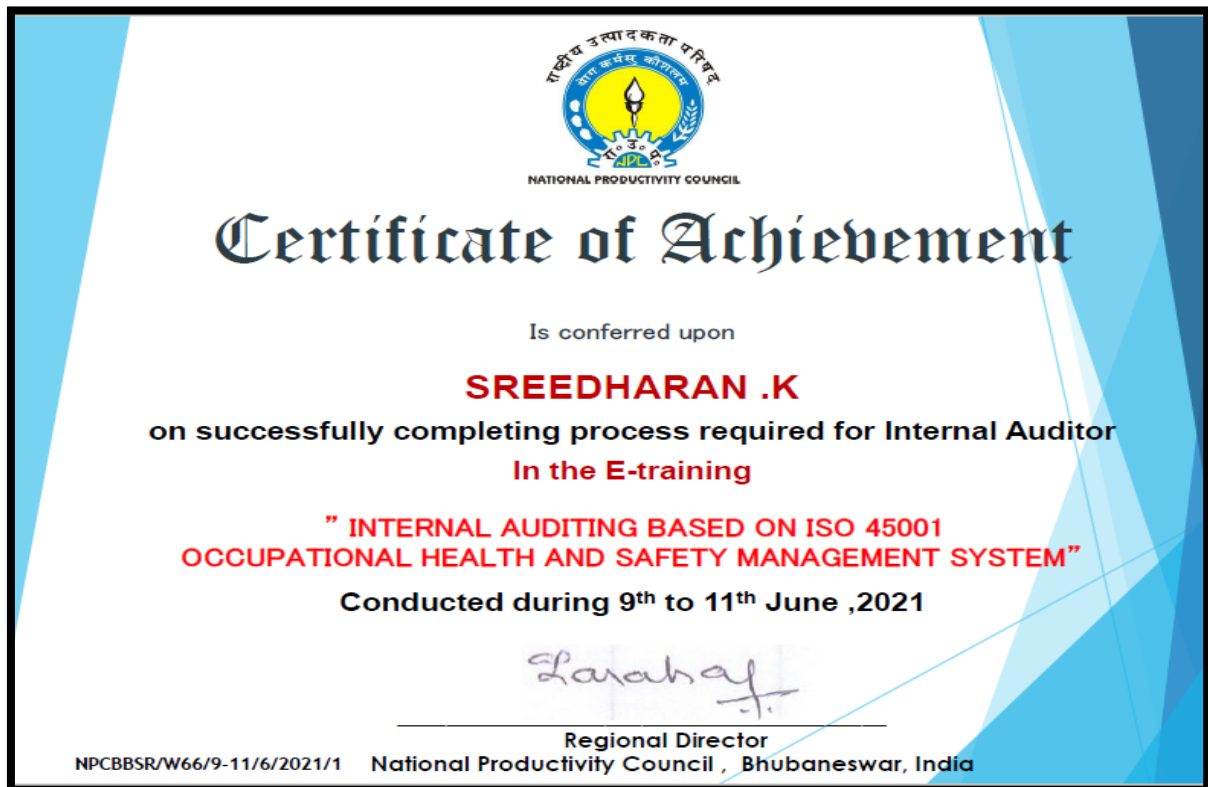 राष्ट्रीय उत्पादकता परिषद
योग कर्मसु कौशलम
रा॰ उ॰ प॰
NPC
NATIONAL PRODUCTIVITY COUNCIL
Certificate of Achievement
Is conferred upon
SREEDHARAN .K
on successfully completing process required for Internal Auditor
In the E-training
” INTERNAL AUDITING BASED ON ISO 45001
OCCUPATIONAL HEALTH AND SAFETY MANAGEMENT SYSTEM”
Conducted during 9th to 11th June ,2021
Regional Director
NPCBBSR/W66/9-11/6/2021/1 National Productivity Council , Bhubaneswar, India